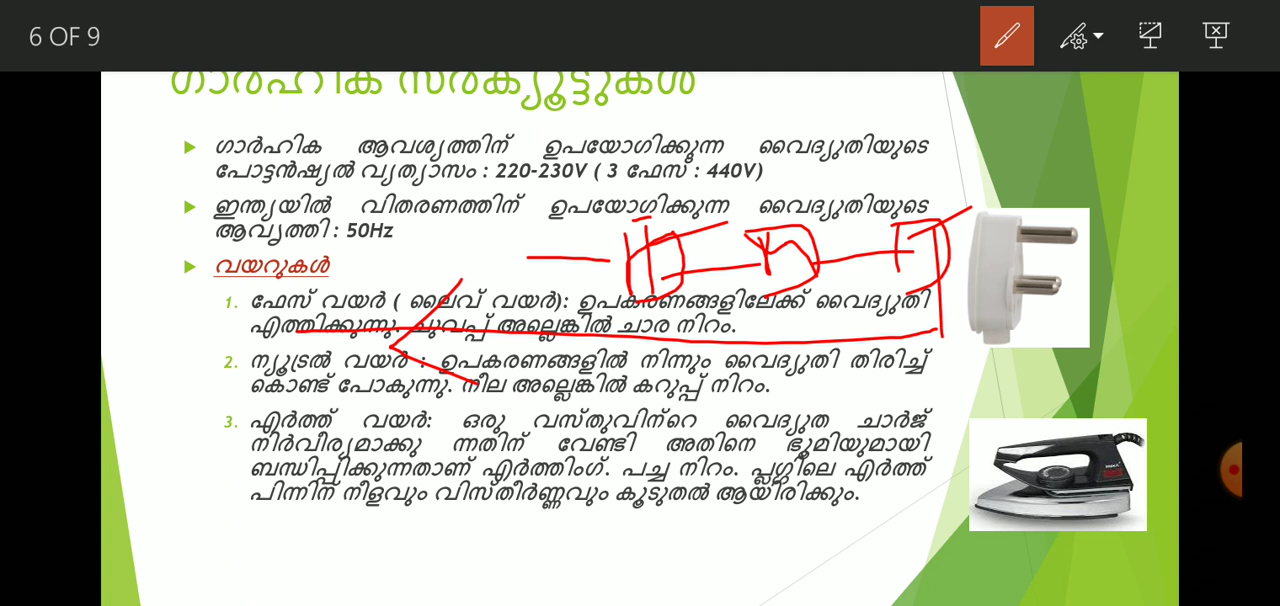 6 OF 9
ഗാർഹിക സർക്യൂട്ടുകൾ
ഗാർഹിക ആവശ്യത്തിന് ഉപയോഗിക്കുന്ന വൈദ്യുതിയുടെ
പോട്ടൻഷ്യൽ വ്യത്യാസം : 220-230V ( 3 ഫേസ് : 440V)
ഇന്ത്യയിൽ വിതരണത്തിന് ഉപയോഗിക്കുന്ന വൈദ്യുതിയുടെ
ആവൃത്തി : 50Hz
വയറുകൾ
1. ഫേസ് വയർ ( ലൈവ് വയർ): ഉപകരണങ്ങളിലേക്ക് വൈദ്യുതി
എത്തിക്കുന്നു. ചുവപ്പ് അല്ലെങ്കിൽ ചാര നിറം.
2. ന്യൂട്രൽ വയർ : ഉപകരണങ്ങളിൽ നിന്നും വൈദ്യുതി തിരിച്ച്
കൊണ്ട് പോകുന്നു. നീല അല്ലെങ്കിൽ കറുപ്പ് നിറം.
3. എർത്ത് വയർ: ഒരു വസ്തുവിന്റെ വൈദ്യുത ചാർജ്
നിർവീര്യമാക്കു ന്നതിന് വേണ്ടി അതിനെ ഭൂമിയുമായി
ബന്ധിപ്പിക്കുന്നതാണ് എർത്തിംഗ്. പച്ച നിറം. പ്ലഗ്ഗിലെ എർത്ത്
പിന്നിന് നീളവും വിസ്തീർണ്ണവും കൂടുതൽ ആയിരിക്കും.